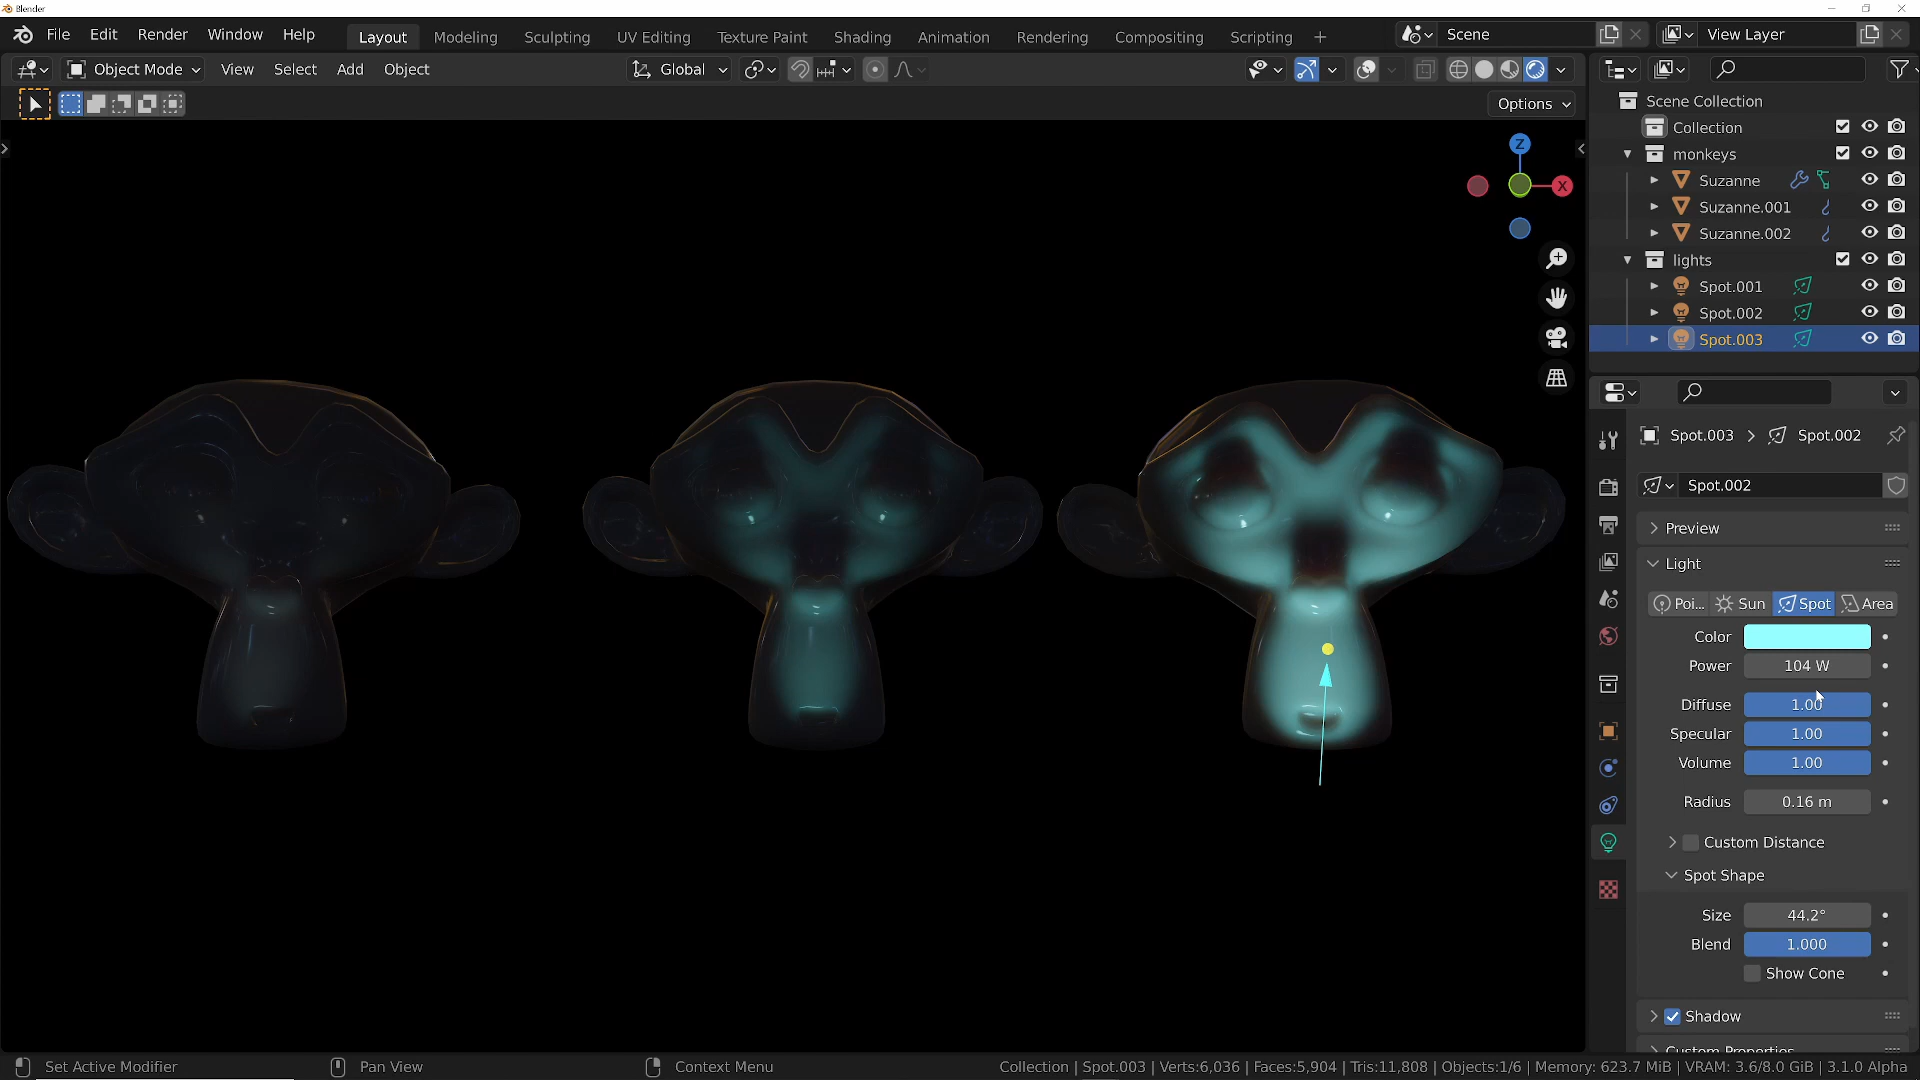 Blender
File Edit Render Window Help Layout Modeling Sculpting UV Editing Texture Paint Shading Animation Rendering Compositing Scripting + Scene View Layer
Object Mode View Select Add Object Global
Options
Z
X
Scene Collection
Collection
monkeys
Suzanne
Suzanne.001
Suzanne.002
lights
Spot.001
Spot.002
Spot.003
Spot.003 > Spot.002
Spot.002
Preview
Light
Poi... Sun Spot Area
Color
Power 104 W
Diffuse 1.00
Specular 1.00
Volume 1.00
Radius 0.16 m
Custom Distance
Spot Shape
Size 44.2°
Blend 1.000
Show Cone
Shadow
Custom Properties
Set Active Modifier Pan View Context Menu Collection | Spot.003 | Verts:6,036 | Faces:5,904 | Tris:11,808 | Objects:1/6 | Memory: 623.7 MiB | VRAM: 3.6/8.0 GiB | 3.1.0 Alpha